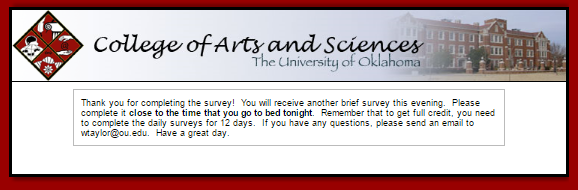 College of Arts and Sciences
The University of Oklahoma
Thank you for completing the survey!  You will receive another brief survey this evening.  Please
complete it close to the time that you go to bed tonight.  Remember that to get full credit, you need
to complete the daily surveys for 12 days.  If you have any questions, please send an email to
wtaylor@ou.edu.  Have a great day.